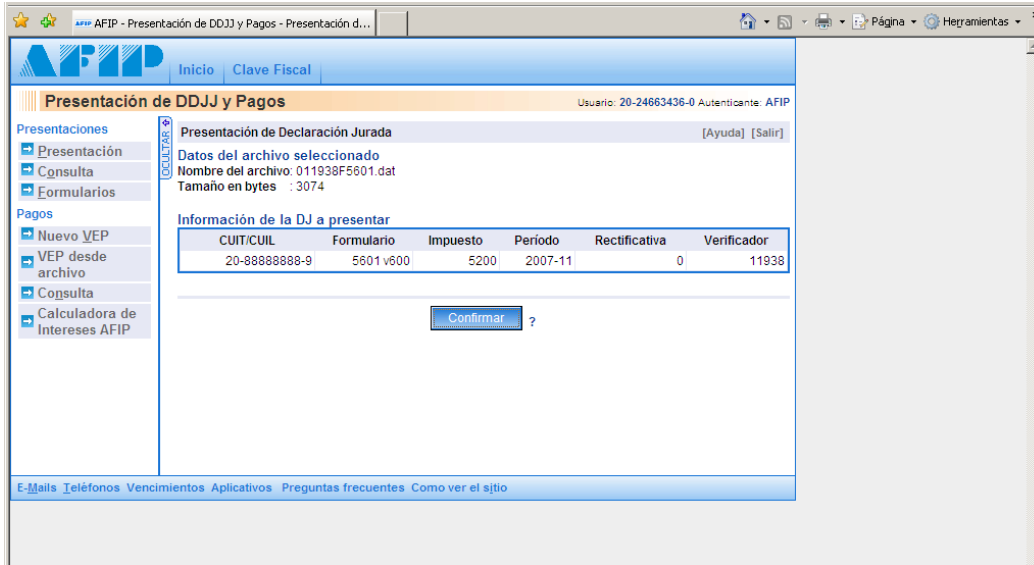 AFIP AFIP - Presentación de DDJJ y Pagos - Presentación d...
Página
Herramientas
AFIP
Inicio | Clave Fiscal
Presentación de DDJJ y Pagos
Usuario: 20-24663436-0 Autenticante: AFIP
Presentaciones
Presentación
Consulta
Formularios
Pagos
Nuevo VEP
VEP desde
archivo
Consulta
Calculadora de
Intereses AFIP
OCULTAR
Presentación de Declaración Jurada
[Ayuda] [Salir]
Datos del archivo seleccionado
Nombre del archivo: 011938F5601.dat
Tamaño en bytes : 3074
Información de la DJ a presentar
CUIT/CUIL Formulario Impuesto Período Rectificativa Verificador
20-88888888-9 5601 v600 5200 2007-11 0 11938
Confirmar ?
E-Mails Teléfonos Vencimientos Aplicativos Preguntas frecuentes Como ver el sitio